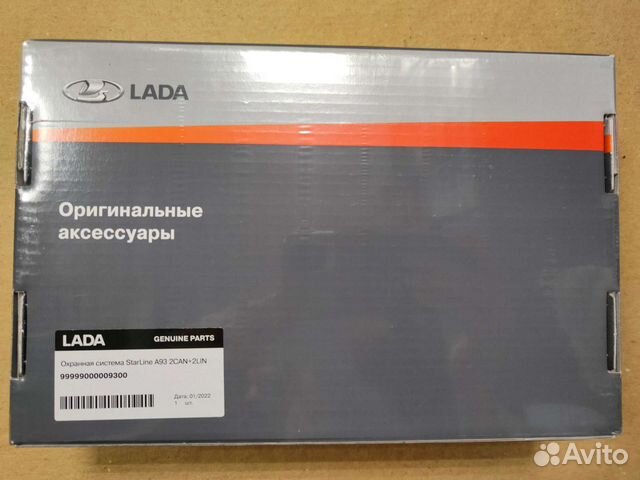 LADA
Оригинальные
аксессуары
LADA GENUINE PARTS
Охранная система StarLine A93 2CAN+2LIN
99999000009300
Дата: 01/2022
1 шт.
Avito